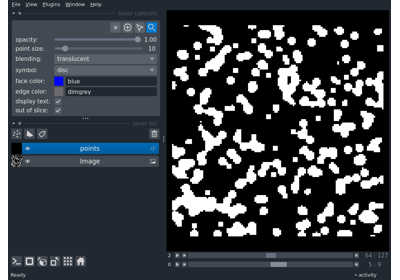 File View Plugins Window Help
layer controls
opacity: 1.00
point size: 10
blending: translucent
symbol: disc
face color: blue
edge color: dimgrey
display text:
out of slice:
layer list
points
Image
2 64 127
0 5 9
Ready activity